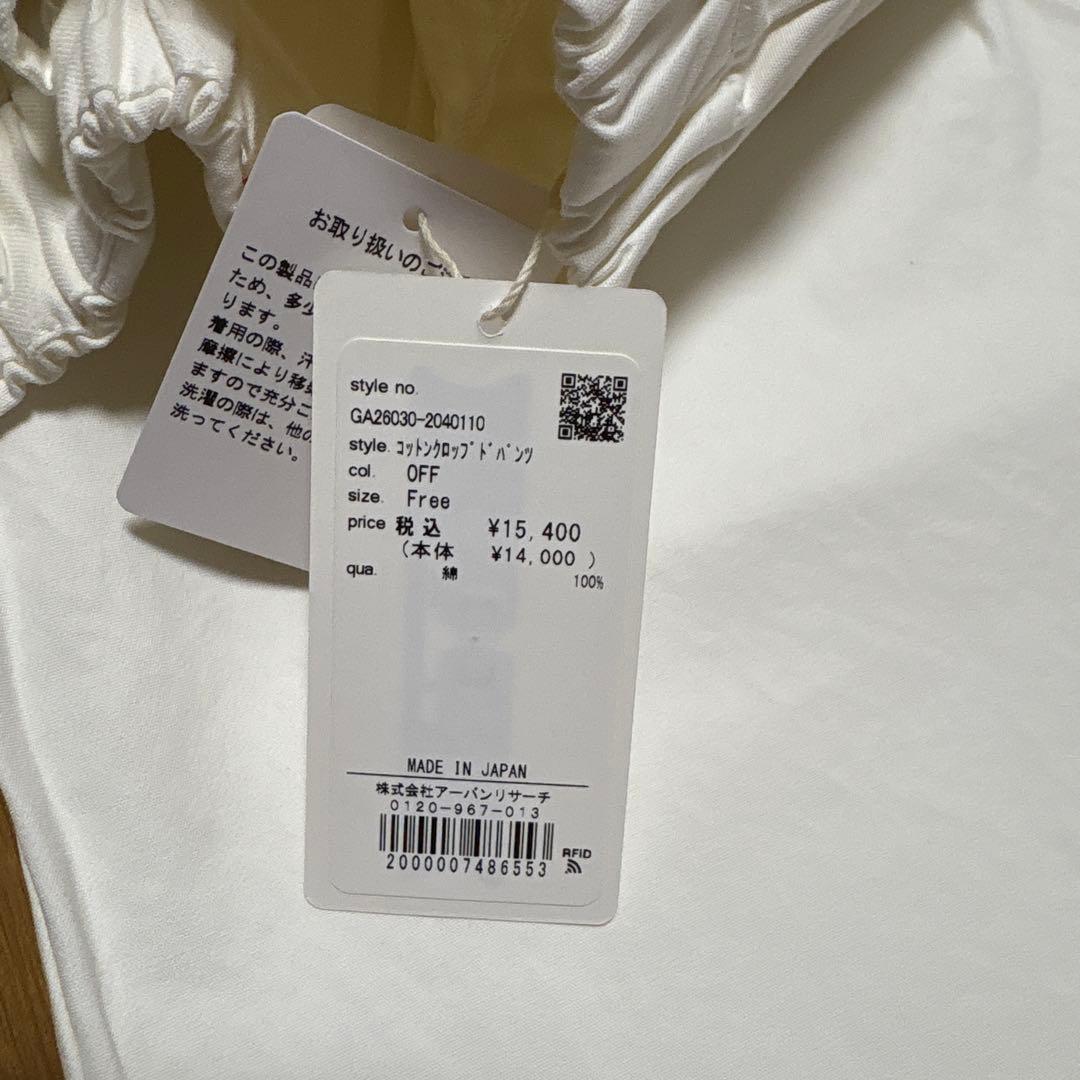 お取り扱いのご
この製品
ため、多少
ります。
着用の際、汗
摩擦により移染
ますので充分ご
洗濯の際は、他の
洗ってください。
style no.
GA26030-2040110
style. ｺｯﾄﾝｸﾛｯﾌﾟﾄﾞﾊﾟﾝﾂ
col. OFF
size. Free
price 税込 ¥15,400
(本体 ¥14,000 )
qua. 綿 100%
MADE IN JAPAN
株式会社アーバンリサーチ
0120-967-013
RFID
2000007486553